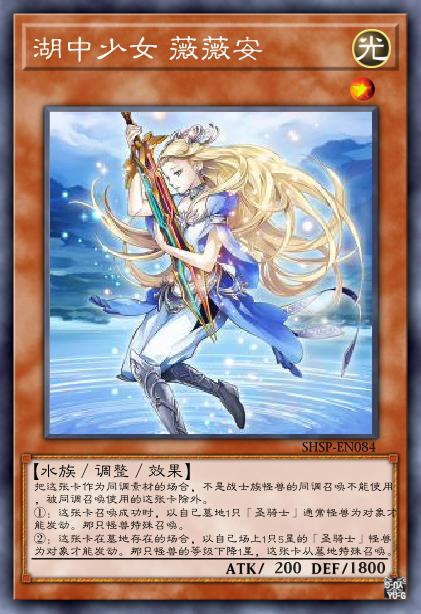 湖中少女 薇薇安
光
SHSP-EN084
【水族／调整／效果】
把这张卡作为同调素材的场合，不是战士族怪兽的同调召唤不能使用
，被同调召唤使用的这张卡除外。
①：这张卡召唤成功时，以自己墓地1只「圣骑士」通常怪兽为对象才
能发动。那只怪兽特殊召唤。
②：这张卡在墓地存在的场合，以自己场上1只5星的「圣骑士」怪兽
为对象才能发动。那只怪兽的等级下降1星，这张卡从墓地特殊召唤。
ATK/ 200 DEF/1800